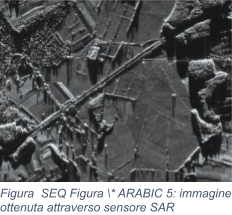 Figura  SEQ Figura \* ARABIC 5: immagine
ottenuta attraverso sensore SAR